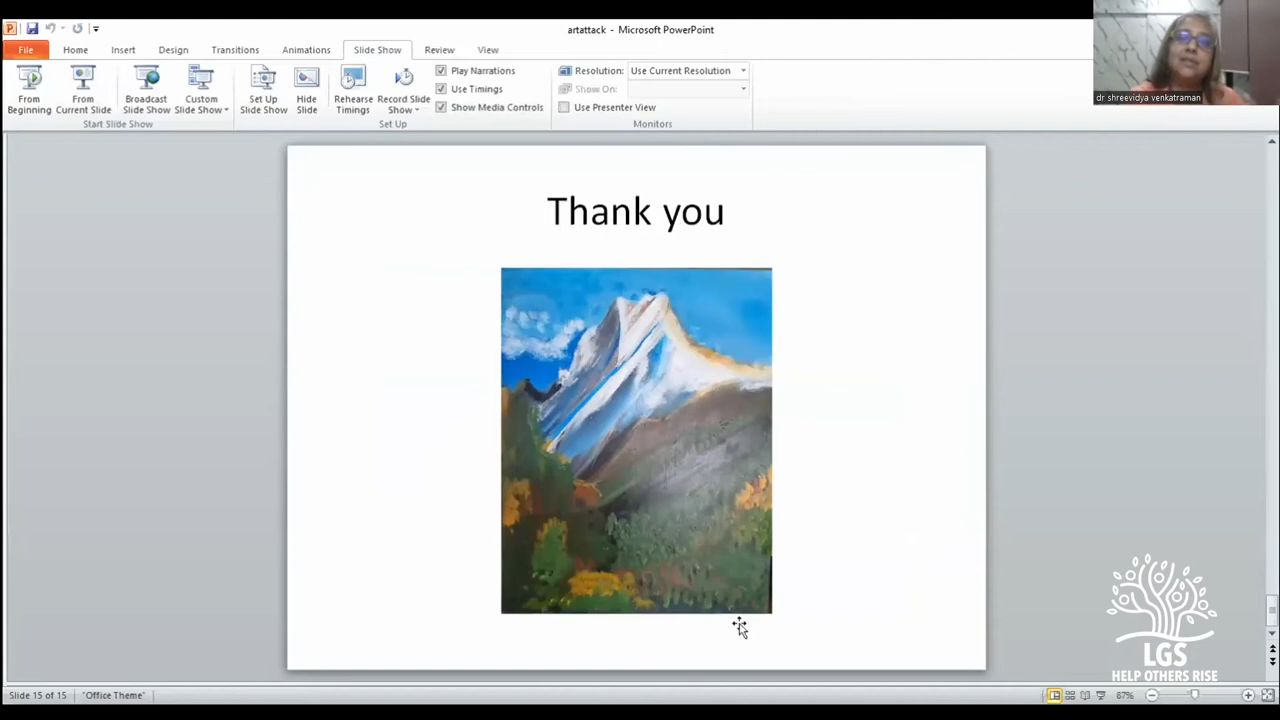 artattack - Microsoft PowerPoint
File Home Insert Design Transitions Animations Slide Show Review View
From Beginning
From Current Slide
Broadcast Slide Show
Custom Slide Show
Start Slide Show
Set Up Slide Show
Hide Slide
Rehearse Timings
Record Slide Show
Set Up
Play Narrations
Use Timings
Show Media Controls
Resolution: Use Current Resolution
Show On:
Use Presenter View
Monitors
dr shreevidya venkatraman
Thank you
LGS
HELP OTHERS RISE
Slide 15 of 15 "Office Theme" 87%